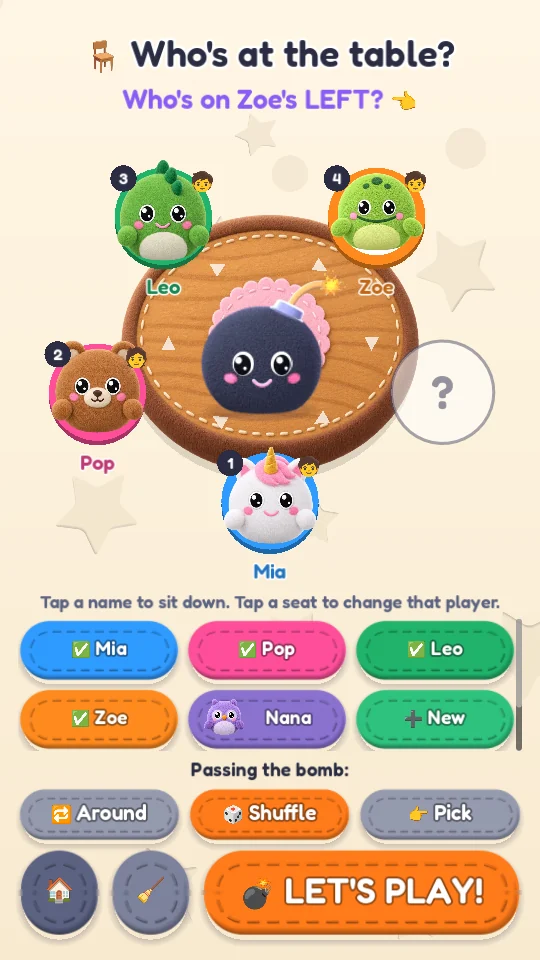 Who's at the table?
Who's on Zoe's LEFT?
3
4
Leo
Zoe
2
?
Pop
1
Mia
Tap a name to sit down. Tap a seat to change that player.
Mia
Pop
Leo
Zoe
Nana
New
Passing the bomb:
Around
Shuffle
Pick
LET'S PLAY!